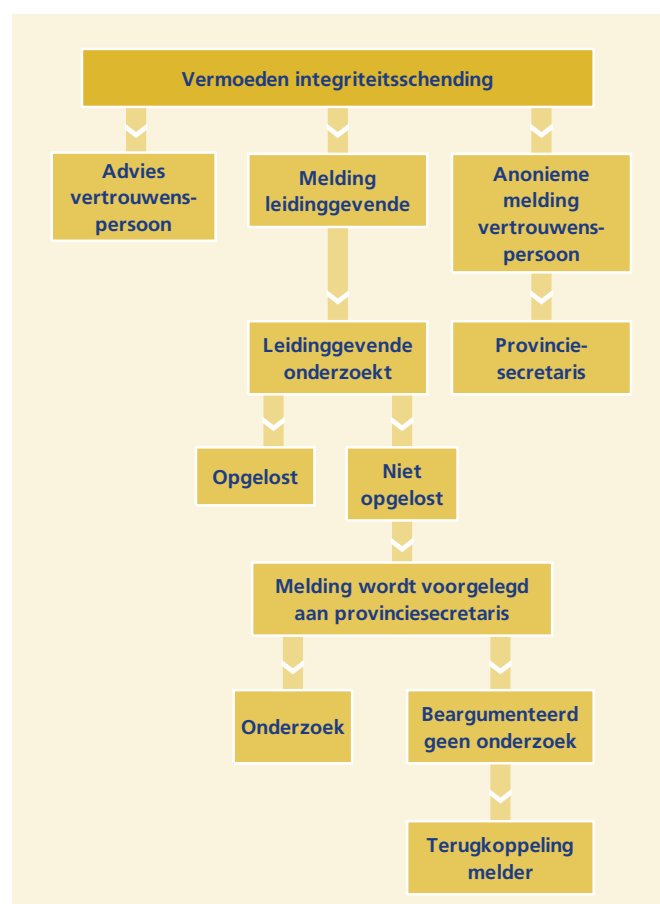 Vermoeden integriteitsschending
Advies
vertrouwens-
persoon
Melding
leidinggevende
Anonieme
melding
vertrouwens-
persoon
Leidinggevende
onderzoekt
Provincie-
secretaris
Opgelost
Niet
opgelost
Melding wordt voorgelegd
aan provinciesecretaris
Onderzoek
Beargumenteerd
geen onderzoek
Terugkoppeling
melder